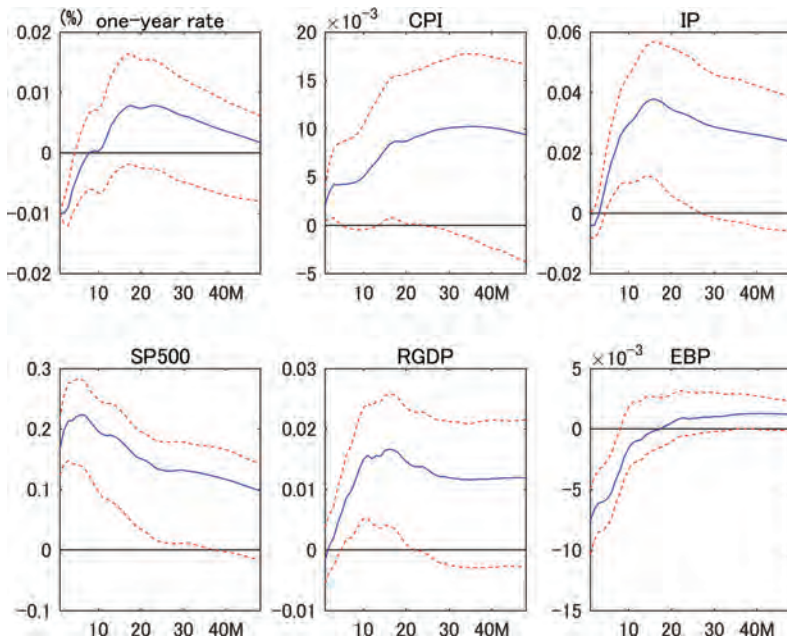 (%) one-year rate
0.02
0.01
0
−0.01
−0.02
10 20 30 40M
×10⁻³ CPI
20
15
10
5
0
−5
10 20 30 40M
IP
0.06
0.04
0.02
0
−0.02
10 20 30 40M
SP500
0.3
0.2
0.1
0
−0.1
10 20 30 40M
RGDP
0.03
0.02
0.01
0
−0.01
10 20 30 40M
×10⁻³ EBP
5
0
−5
−10
−15
10 20 30 40M